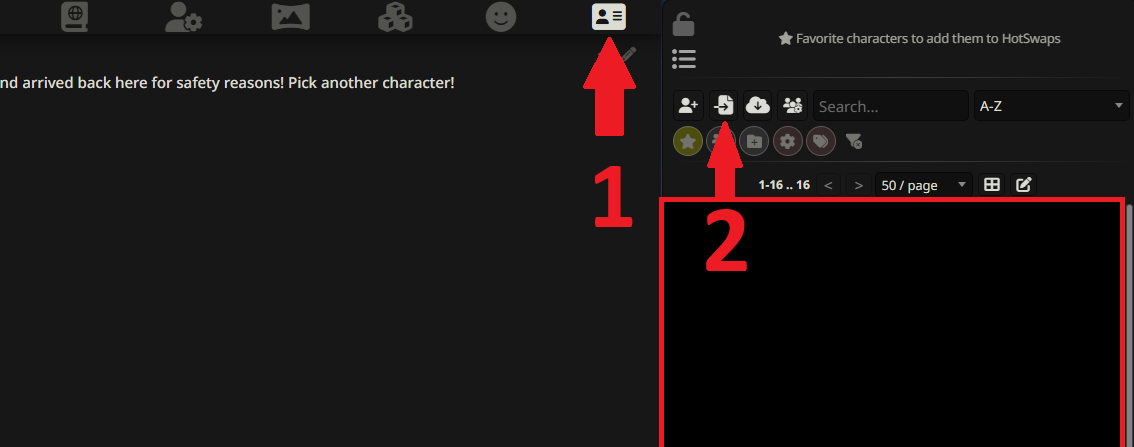 ★ Favorite characters to add them to HotSwaps
nd arrived back here for safety reasons! Pick another character!
Search...
A-Z
1
1-16 .. 16
<
>
50 / page
2